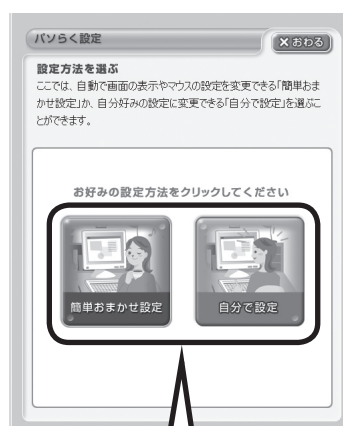 パソらく設定
×おわる
設定方法を選ぶ
ここでは、自動で画面の表示やマウスの設定を変更できる「簡単おま
かせ設定」か、自分好みの設定に変更できる「自分で設定」を選ぶこ
とができます。
お好みの設定方法をクリックしてください
簡単おまかせ設定
自分で設定